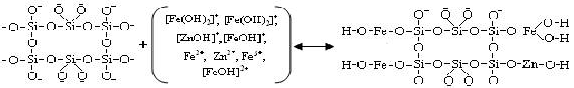 O⁻ O O O⁻ [Fe(OH)₂]⁺, [Fe(OH)₂]⁺, O⁻ O O O⁻ O-H
-O-Si-O-Si-O-Si-O- [ZnOH]⁺, [FeOH]⁺, H-O-Fe-O-Si-O-Si-O-Si-O-Fe O-H
O O + Fe²⁺, Zn²⁺, Fe³⁺, O O
-O-Si-O-Si-O-Si-O- [FeOH]²⁺ H-O-Fe-O-Si-O-Si-O-Si-O-Zn-O-H
O⁻ O O O⁻ O⁻ O O O⁻